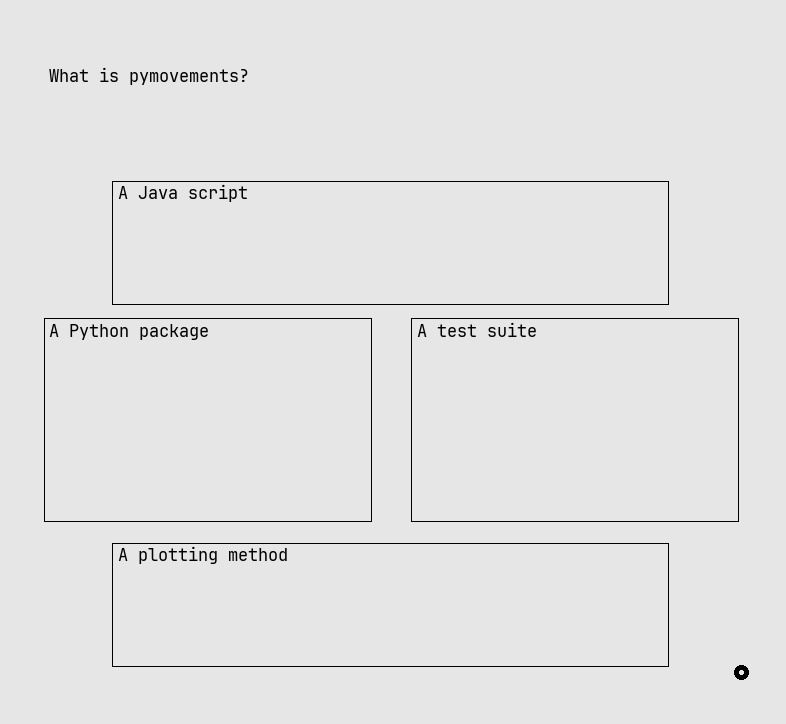 What is pymovements?
A Java script
A Python package
A test suite
A plotting method